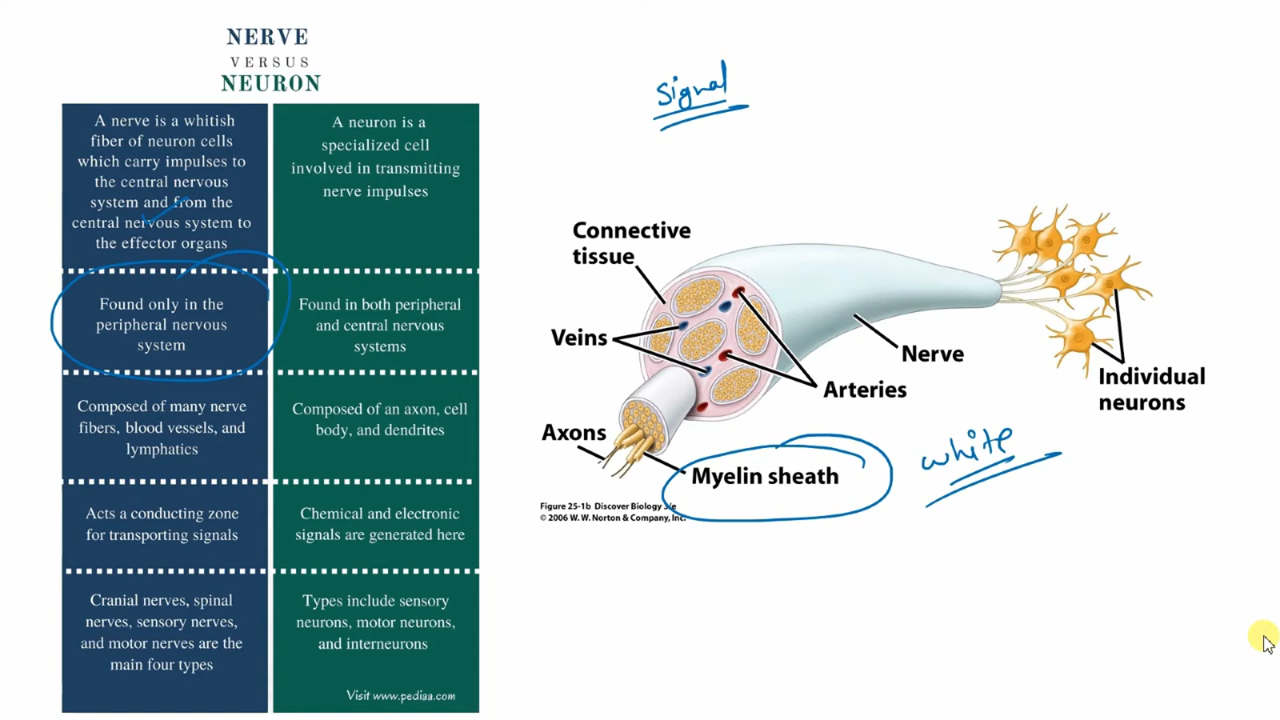 NERVE
VERSUS
NEURON
A nerve is a whitish
fiber of neuron cells
which carry impulses to
the central nervous
system and from the
central nervous system to
the effector organs
A neuron is a
specialized cell
involved in transmitting
nerve impulses
Found only in the
peripheral nervous
system
Found in both peripheral
and central nervous
systems
Composed of many nerve
fibers, blood vessels, and
lymphatics
Composed of an axon, cell
body, and dendrites
Acts a conducting zone
for transporting signals
Chemical and electronic
signals are generated here
Cranial nerves, spinal
nerves, sensory nerves,
and motor nerves are the
main four types
Types include sensory
neurons, motor neurons,
and interneurons
Visit www.pediaa.com
signal
Connective
tissue
Veins
Nerve
Arteries
Individual
neurons
Axons
Myelin sheath
white
Figure 25-1b Discover Biology 3/e
© 2006 W. W. Norton & Company, Inc.